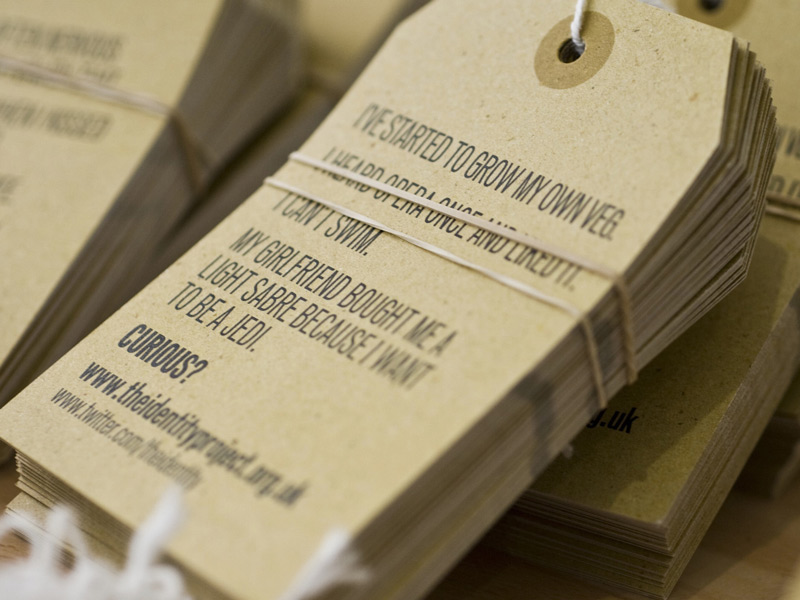 I'VE STARTED TO GROW MY OWN VEG.
I HEARD OPERA ONCE AND LIKED IT.
I CAN'T SWIM.
MY GIRLFRIEND BOUGHT ME A
LIGHT SABRE BECAUSE I WANT
TO BE A JEDI.
CURIOUS?
www.theidentityproject.org.uk
www.twitter.com/theidentity
g.uk